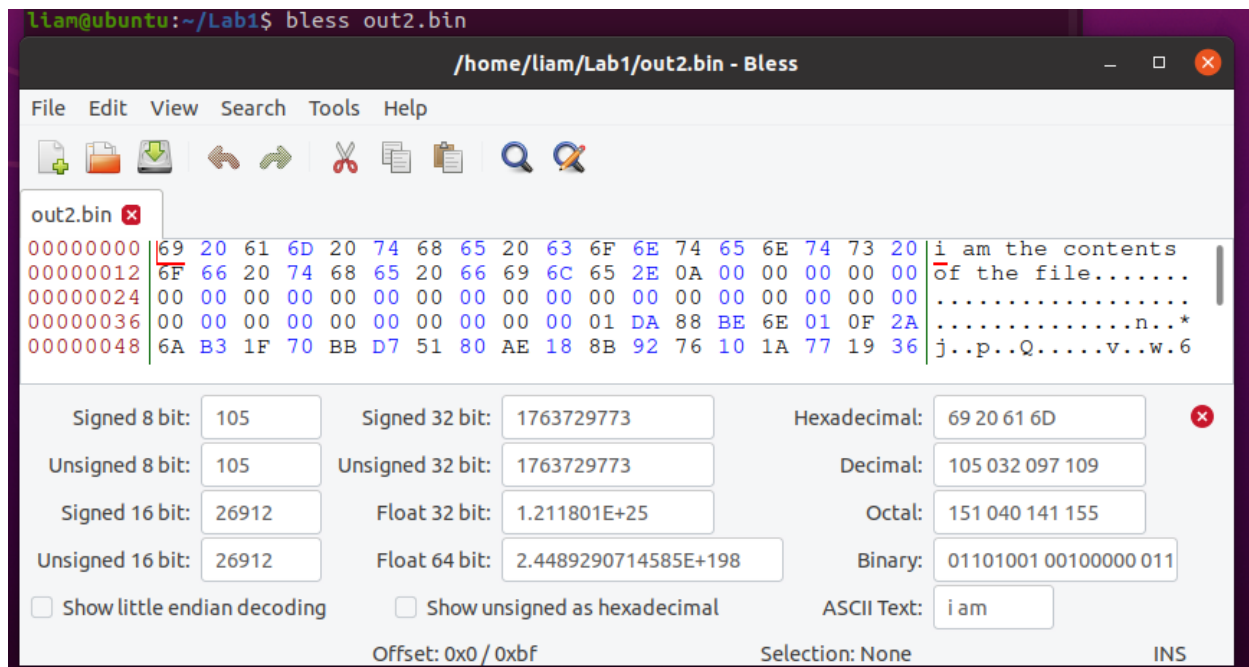 liam@ubuntu:~/Lab1$ bless out2.bin
/home/liam/Lab1/out2.bin - Bless
File Edit View Search Tools Help
out2.bin
00000000 69 20 61 6D 20 74 68 65 20 63 6F 6E 74 65 6E 74 73 20 i am the contents
00000012 6F 66 20 74 68 65 20 66 69 6C 65 2E 0A 00 00 00 00 00 of the file.......
00000024 00 00 00 00 00 00 00 00 00 00 00 00 00 00 00 00 00 00 ..................
00000036 00 00 00 00 00 00 00 00 00 00 01 DA 88 BE 6E 01 0F 2A ..............n..*
00000048 6A B3 1F 70 BB D7 51 80 AE 18 8B 92 76 10 1A 77 19 36 j..p..Q.....v..w.6
Signed 8 bit: 105 Signed 32 bit: 1763729773 Hexadecimal: 69 20 61 6D
Unsigned 8 bit: 105 Unsigned 32 bit: 1763729773 Decimal: 105 032 097 109
Signed 16 bit: 26912 Float 32 bit: 1.211801E+25 Octal: 151 040 141 155
Unsigned 16 bit: 26912 Float 64 bit: 2.4489290714585E+198 Binary: 01101001 00100000 011
Show little endian decoding Show unsigned as hexadecimal ASCII Text: i am
Offset: 0x0 / 0xbf Selection: None INS